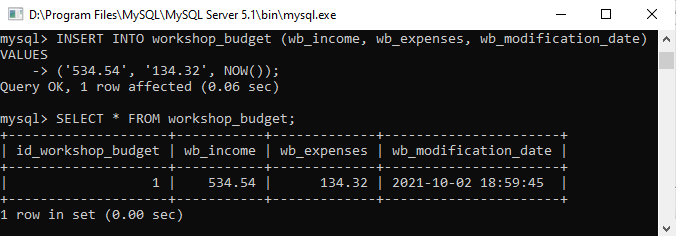 D:\Program Files\MySQL\MySQL Server 5.1\bin\mysql.exe
mysql> INSERT INTO workshop_budget (wb_income, wb_expenses, wb_modification_date)
VALUES
    -> ('534.54', '134.32', NOW());
Query OK, 1 row affected (0.06 sec)

mysql> SELECT * FROM workshop_budget;
+--------------------+-----------+-------------+----------------------+
| id_workshop_budget | wb_income | wb_expenses | wb_modification_date |
+--------------------+-----------+-------------+----------------------+
|                  1 |    534.54 |      134.32 | 2021-10-02 18:59:45  |
+--------------------+-----------+-------------+----------------------+
1 row in set (0.00 sec)